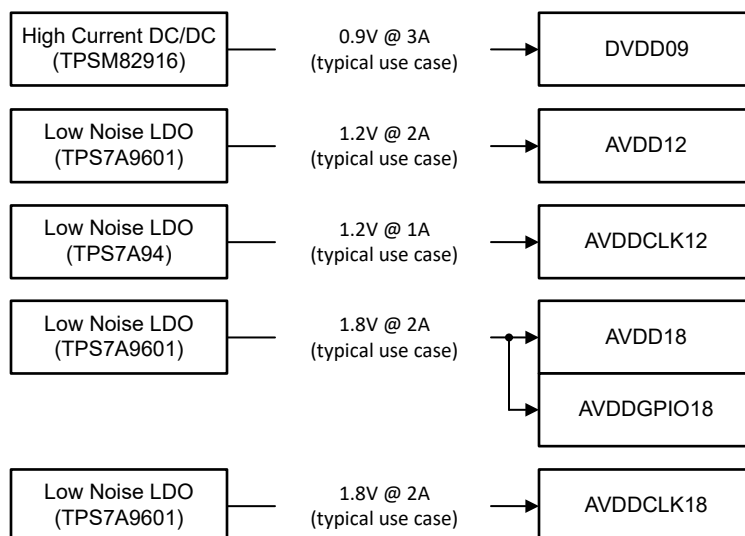 High Current DC/DC
(TPSM82916)
0.9V @ 3A
(typical use case)
DVDD09
Low Noise LDO
(TPS7A9601)
1.2V @ 2A
(typical use case)
AVDD12
Low Noise LDO
(TPS7A94)
1.2V @ 1A
(typical use case)
AVDDCLK12
Low Noise LDO
(TPS7A9601)
1.8V @ 2A
(typical use case)
AVDD18
AVDDGPIO18
Low Noise LDO
(TPS7A9601)
1.8V @ 2A
(typical use case)
AVDDCLK18